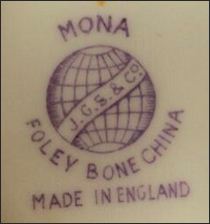 MONA
J.G.S. & Co
FOLEY BONE CHINA
MADE IN ENGLAND